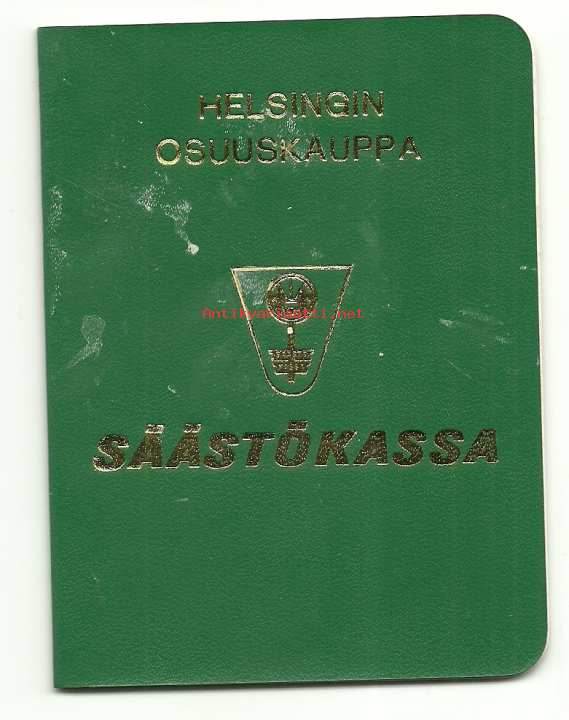 HELSINGIN
OSUUSKAUPPA
Antikvariaatti.net
SÄÄSTÖKASSA